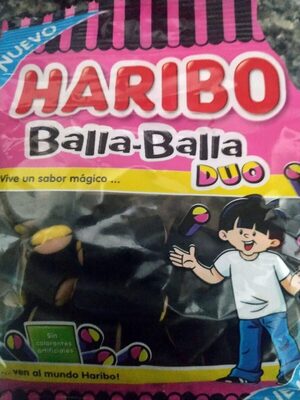 NUEVO
HARIBO
Balla-Balla
DUO
Vive un sabor mágico ...
Sin
colorantes
artificiales
... ven al mundo Haribo!